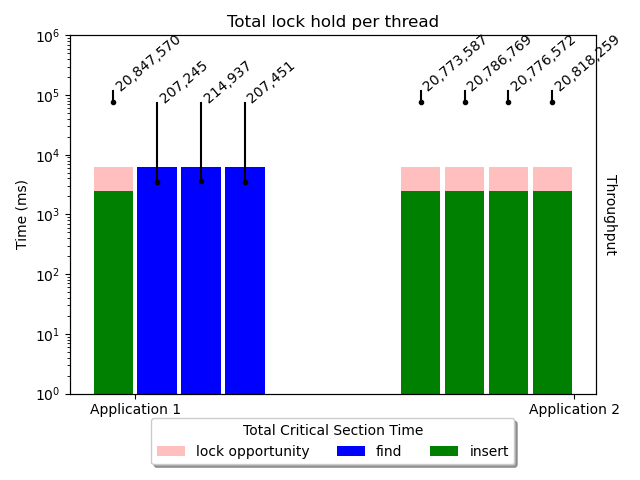 Total lock hold per thread
10^6
10^5
10^4
10^3
10^2
10^1
10^0
Time (ms)
20,847,570
207,245
214,937
207,451
20,773,587
20,786,769
20,776,572
20,818,259
Throughput
Application 1
Application 2
Total Critical Section Time
lock opportunity
find
insert